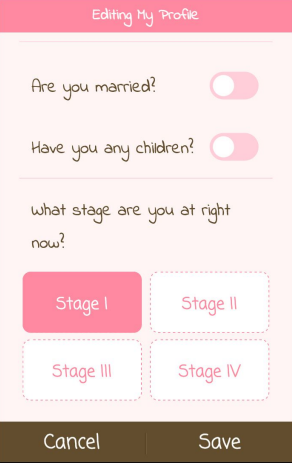 Editing My Profile
Are you married?
Have you any children?
What stage are you at right
now?
Stage I
Stage II
Stage III
Stage IV
Cancel
Save